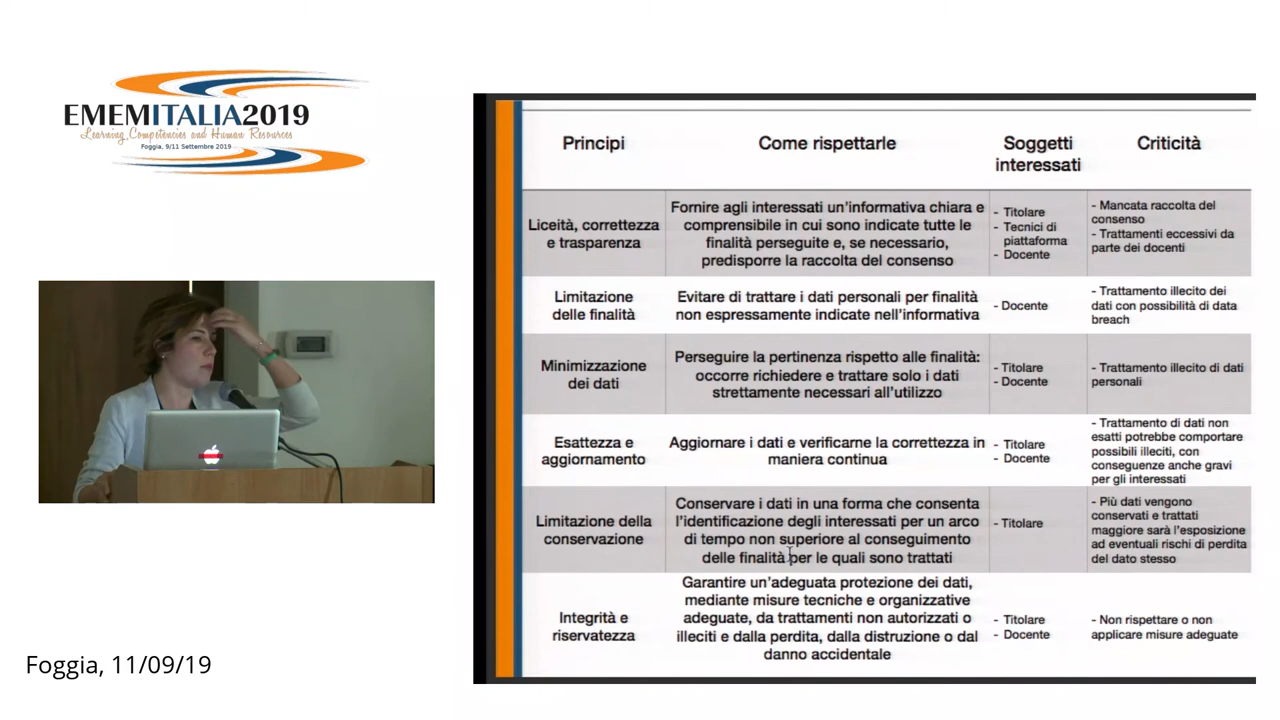 EMEMITALIA2019
Learning, Competencies and Human Resources
Foggia, 9/11 Settembre 2019
Principi
Come rispettarle
Soggetti
interessati
Criticità
Liceità, correttezza
e trasparenza
Fornire agli interessati un'informativa chiara e
comprensibile in cui sono indicate tutte le
finalità perseguite e, se necessario,
predisporre la raccolta del consenso
- Titolare
- Tecnici di
piattaforma
- Docente
- Mancata raccolta del
consenso
- Trattamenti eccessivi da
parte dei docenti
Limitazione
delle finalità
Evitare di trattare i dati personali per finalità
non espressamente indicate nell'informativa
- Docente
- Trattamento illecito dei
dati con possibilità di data
breach
Minimizzazione
dei dati
Perseguire la pertinenza rispetto alle finalità:
occorre richiedere e trattare solo i dati
strettamente necessari all'utilizzo
- Titolare
- Docente
- Trattamento illecito di dati
personali
Esattezza e
aggiornamento
Aggiornare i dati e verificarne la correttezza in
maniera continua
- Titolare
- Docente
- Trattamento di dati non
esatti potrebbe comportare
possibili illeciti, con
conseguenze anche gravi
per gli interessati
Limitazione della
conservazione
Conservare i dati in una forma che consenta
l'identificazione degli interessati per un arco
di tempo non superiore al conseguimento
delle finalità per le quali sono trattati
- Titolare
- Più dati vengono
conservati e trattati
maggiore sarà l'esposizione
ad eventuali rischi di perdita
del dato stesso
Integrità e
riservatezza
Garantire un'adeguata protezione dei dati,
mediante misure tecniche e organizzative
adeguate, da trattamenti non autorizzati o
illeciti e dalla perdita, dalla distruzione o dal
danno accidentale
- Titolare
- Docente
- Non rispettare o non
applicare misure adeguate
Foggia, 11/09/19